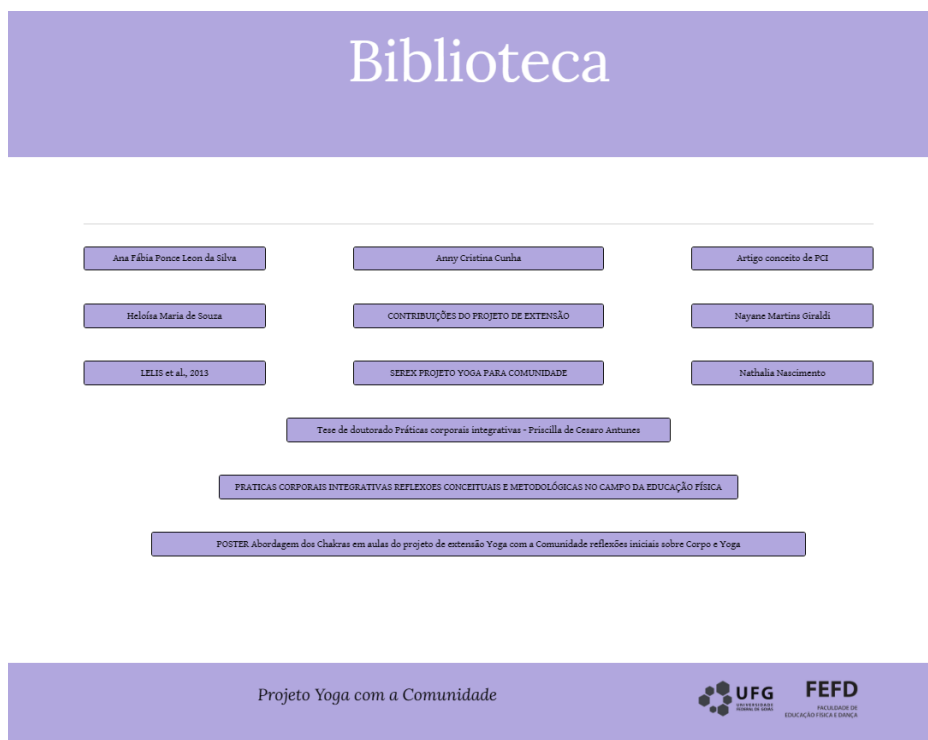 Biblioteca
Ana Fábia Ponce Leon da Silva
Anny Cristina Cunha
Artigo conceito de PCI
Heloísa Maria de Souza
CONTRIBUIÇÕES DO PROJETO DE EXTENSÃO
Nayane Martins Giraldi
LELIS et al., 2013
SEREX PROJETO YOGA PARA COMUNIDADE
Nathalia Nascimento
Tese de doutorado Práticas corporais integrativas - Priscilla de Cesaro Antunes
PRATICAS CORPORAIS INTEGRATIVAS REFLEXOES CONCEITUAIS E METODOLÓGICAS NO CAMPO DA EDUCAÇÃO FÍSICA
POSTER Abordagem dos Chakras em aulas do projeto de extensão Yoga com a Comunidade reflexões iniciais sobre Corpo e Yoga
Projeto Yoga com a Comunidade
UFG
UNIVERSIDADE
FEDERAL DE GOIÁS
FEFD
FACULDADE DE
EDUCAÇÃO FÍSICA E DANÇA